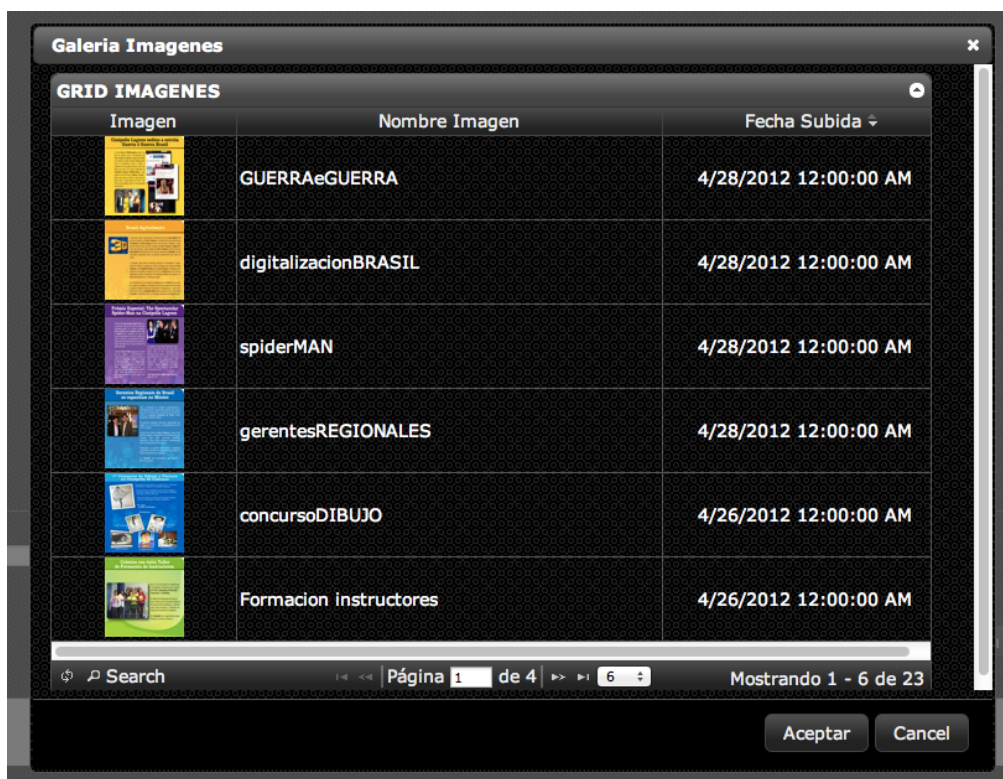 Galeria Imagenes
GRID IMAGENES
Imagen Nombre Imagen Fecha Subida
GUERRAeGUERRA 4/28/2012 12:00:00 AM
digitalizacionBRASIL 4/28/2012 12:00:00 AM
spiderMAN 4/28/2012 12:00:00 AM
gerentesREGIONALES 4/28/2012 12:00:00 AM
concursoDIBUJO 4/26/2012 12:00:00 AM
Formacion instructores 4/26/2012 12:00:00 AM
Search Página 1 de 4 6 Mostrando 1 - 6 de 23
Aceptar Cancel